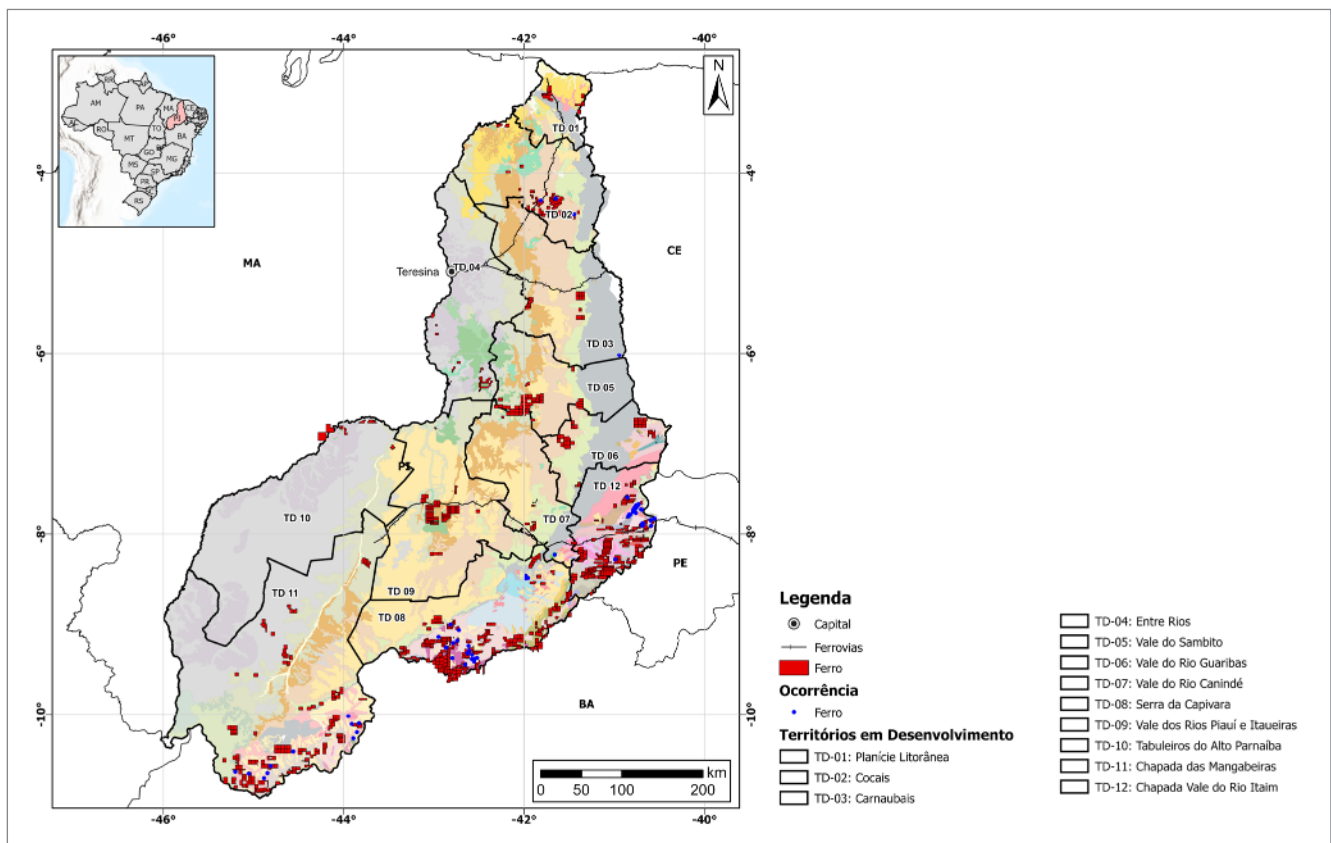 -46°
-44°
-42°
-40°
N
RR
AM
PA
MA
CE
PI
RO
TO
MT
BA
GO
MG
MS
SP
PR
RS
TD 01
-4°
-4°
TD 02
MA
CE
TD 04
Teresina
-6°
-6°
TD 03
TD 05
TD 06
PI
TD 12
TD 10
TD 07
-8°
-8°
PE
TD 11
TD 09
TD 08
BA
-10°
-10°
km
0 50 100 200
-46°
-44°
-42°
-40°
Legenda
Capital
Ferrovias
Ferro
Ocorrência
Ferro
Territórios em Desenvolvimento
TD-01: Planície Litorânea
TD-02: Cocais
TD-03: Carnaubais
TD-04: Entre Rios
TD-05: Vale do Sambito
TD-06: Vale do Rio Guaribas
TD-07: Vale do Rio Canindé
TD-08: Serra da Capivara
TD-09: Vale dos Rios Piauí e Itaueiras
TD-10: Tabuleiros do Alto Parnaíba
TD-11: Chapada das Mangabeiras
TD-12: Chapada Vale do Rio Itaim